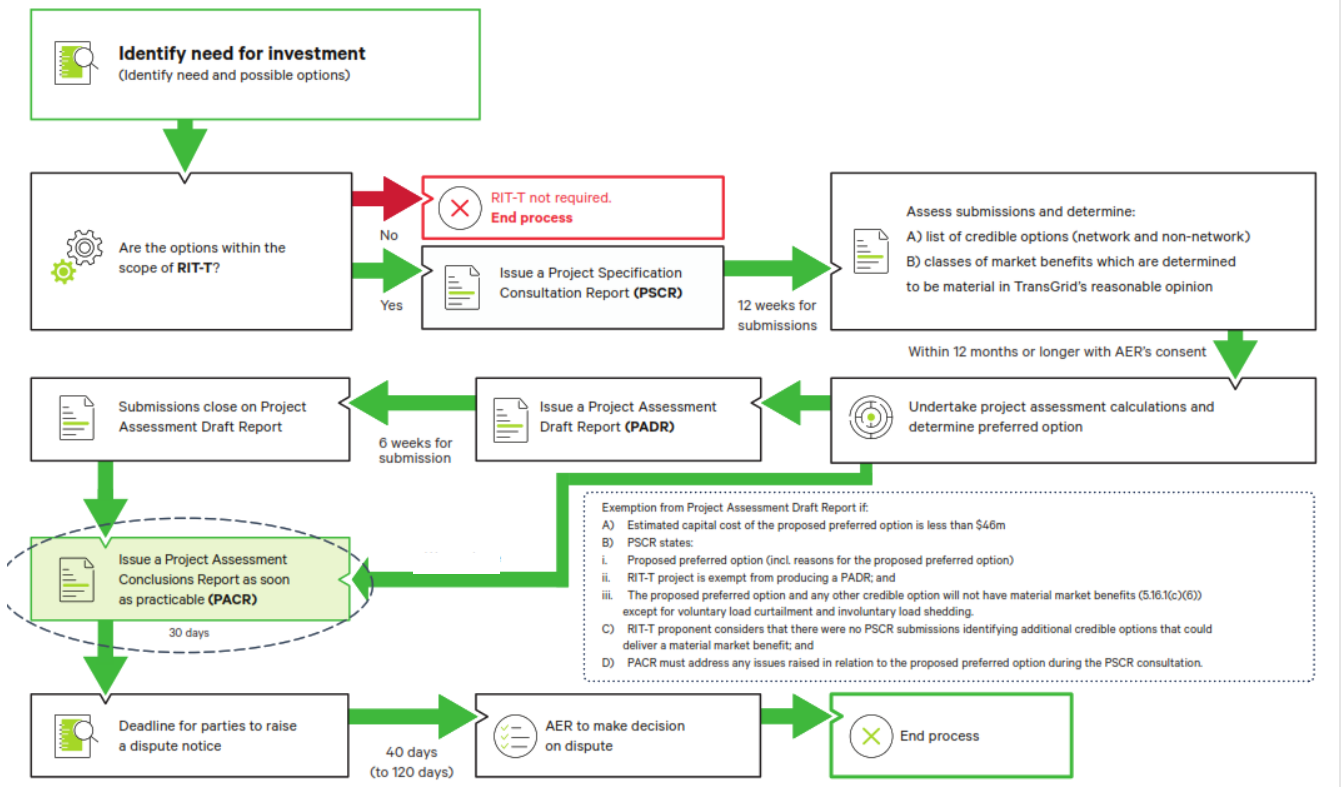 Identify need for investment
(Identify need and possible options)
Are the options within the
scope of RIT-T?
No
Yes
RIT-T not required.
End process
Issue a Project Specification
Consultation Report (PSCR)
12 weeks for
submissions
Assess submissions and determine:
A) list of credible options (network and non-network)
B) classes of market benefits which are determined
to be material in TransGrid's reasonable opinion
Within 12 months or longer with AER's consent
Undertake project assessment calculations and
determine preferred option
Issue a Project Assessment
Draft Report (PADR)
6 weeks for
submission
Submissions close on Project
Assessment Draft Report
Exemption from Project Assessment Draft Report if:
A) Estimated capital cost of the proposed preferred option is less than $46m
B) PSCR states:
i. Proposed preferred option (incl. reasons for the proposed preferred option)
ii. RIT-T project is exempt from producing a PADR; and
iii. The proposed preferred option and any other credible option will not have material market benefits (5.16.1(c)(6))
except for voluntary load curtailment and involuntary load shedding.
C) RIT-T proponent considers that there were no PSCR submissions identifying additional credible options that could
deliver a material market benefit; and
D) PACR must address any issues raised in relation to the proposed preferred option during the PSCR consultation.
Issue a Project Assessment
Conclusions Report as soon
as practicable (PACR)
30 days
Deadline for parties to raise
a dispute notice
40 days
(to 120 days)
AER to make decision
on dispute
End process